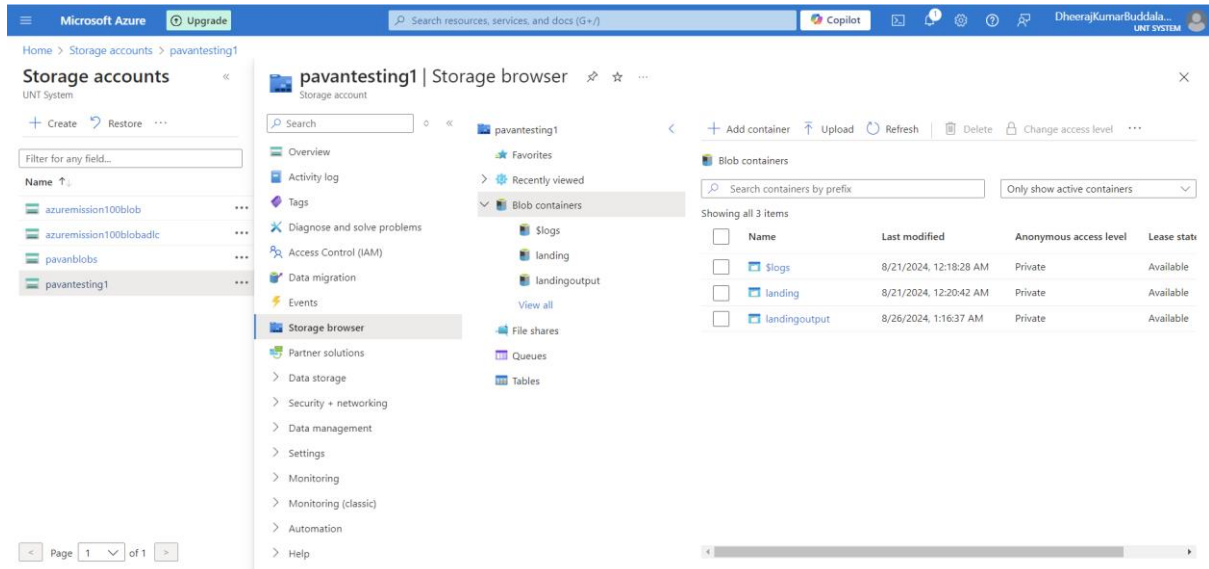 Microsoft Azure
Upgrade
Search resources, services, and docs (G+/)
Copilot
1
DheerajKumarBuddala...
UNT SYSTEM
Home > Storage accounts > pavantesting1
Storage accounts
UNT System
+ Create
Restore
Filter for any field...
Name ↑
azuremission100blob
azuremission100blobadlc
pavanblobs
pavantesting1
< Page 1 of 1 >
pavantesting1 | Storage browser
Storage account
Search
Overview
Activity log
Tags
Diagnose and solve problems
Access Control (IAM)
Data migration
Events
Storage browser
Partner solutions
Data storage
Security + networking
Data management
Settings
Monitoring
Monitoring (classic)
Automation
Help
pavantesting1
Favorites
Recently viewed
Blob containers
$logs
landing
landingoutput
View all
File shares
Queues
Tables
+ Add container
Upload
Refresh
Delete
Change access level
Blob containers
Search containers by prefix
Only show active containers
Showing all 3 items
Name Last modified Anonymous access level Lease state
$logs 8/21/2024, 12:18:28 AM Private Available
landing 8/21/2024, 12:20:42 AM Private Available
landingoutput 8/26/2024, 1:16:37 AM Private Available